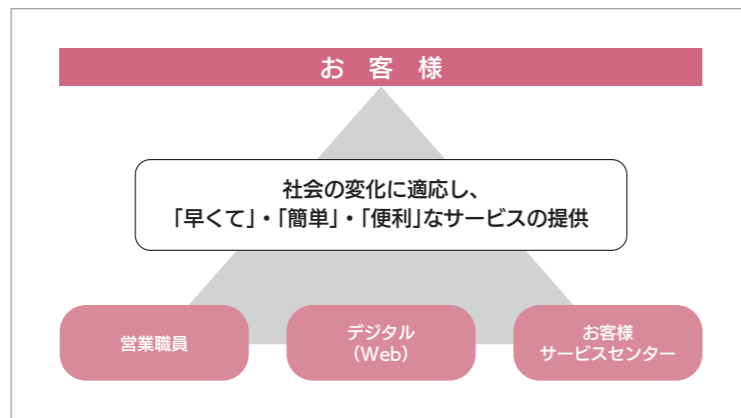 お 客 様
社会の変化に適応し、
「早くて」・「簡単」・「便利」なサービスの提供
営業職員
デジタル
（Web）
お客様
サービスセンター